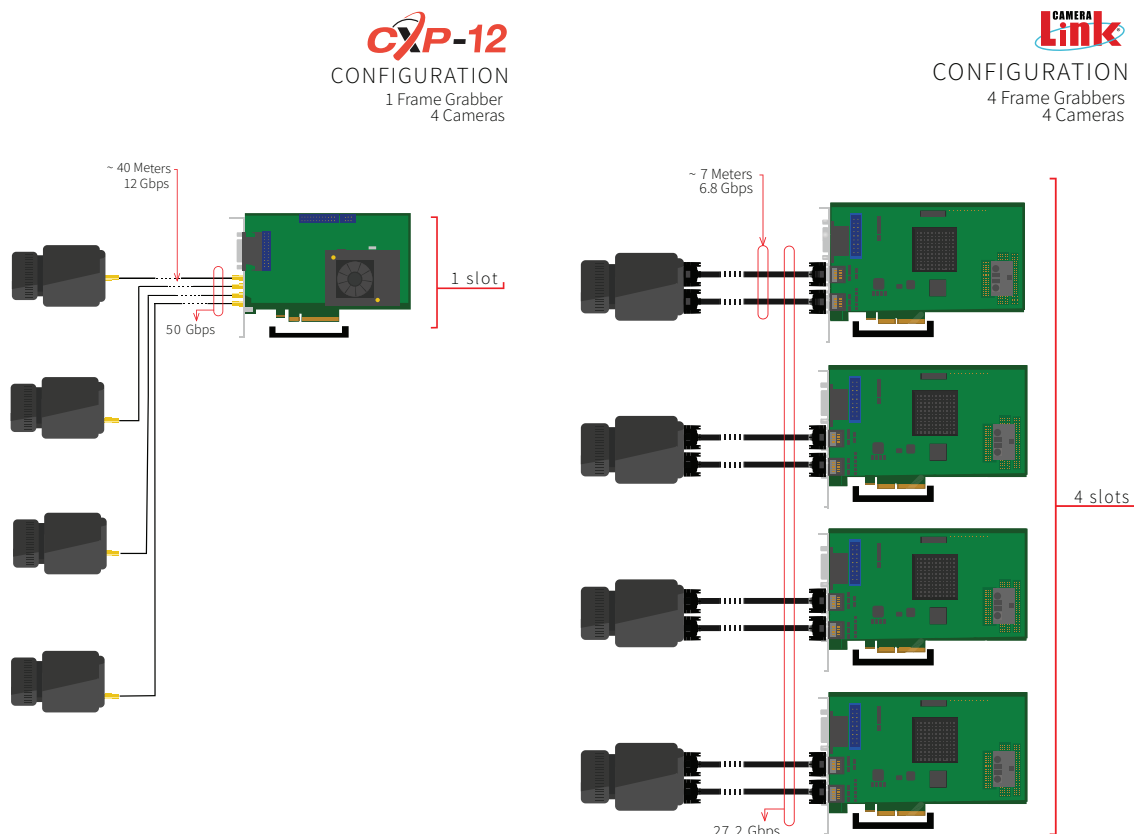 CXP-12
CONFIGURATION
1 Frame Grabber
4 Cameras
~ 40 Meters
12 Gbps
50 Gbps
1 slot
CAMERA
Link
CONFIGURATION
4 Frame Grabbers
4 Cameras
~ 7 Meters
6.8 Gbps
4 slots
27.2 Gbps